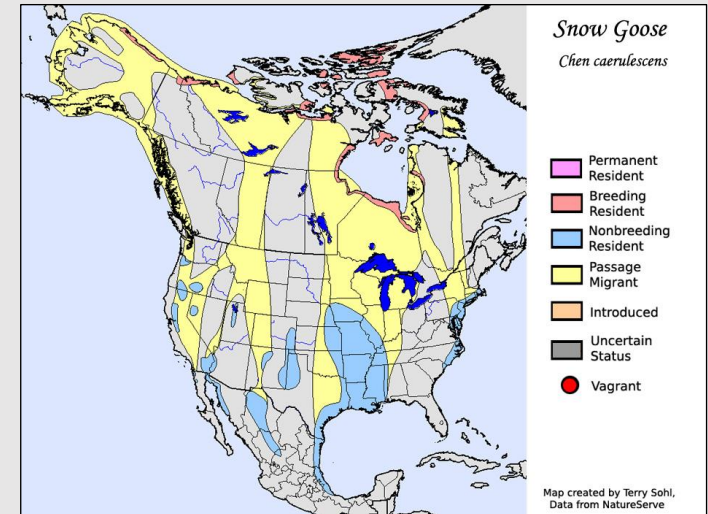 Snow Goose
Chen caerulescens
Permanent
Resident
Breeding
Resident
Nonbreeding
Resident
Passage
Migrant
Introduced
Uncertain
Status
Vagrant
Map created by Terry Sohl,
Data from NatureServe